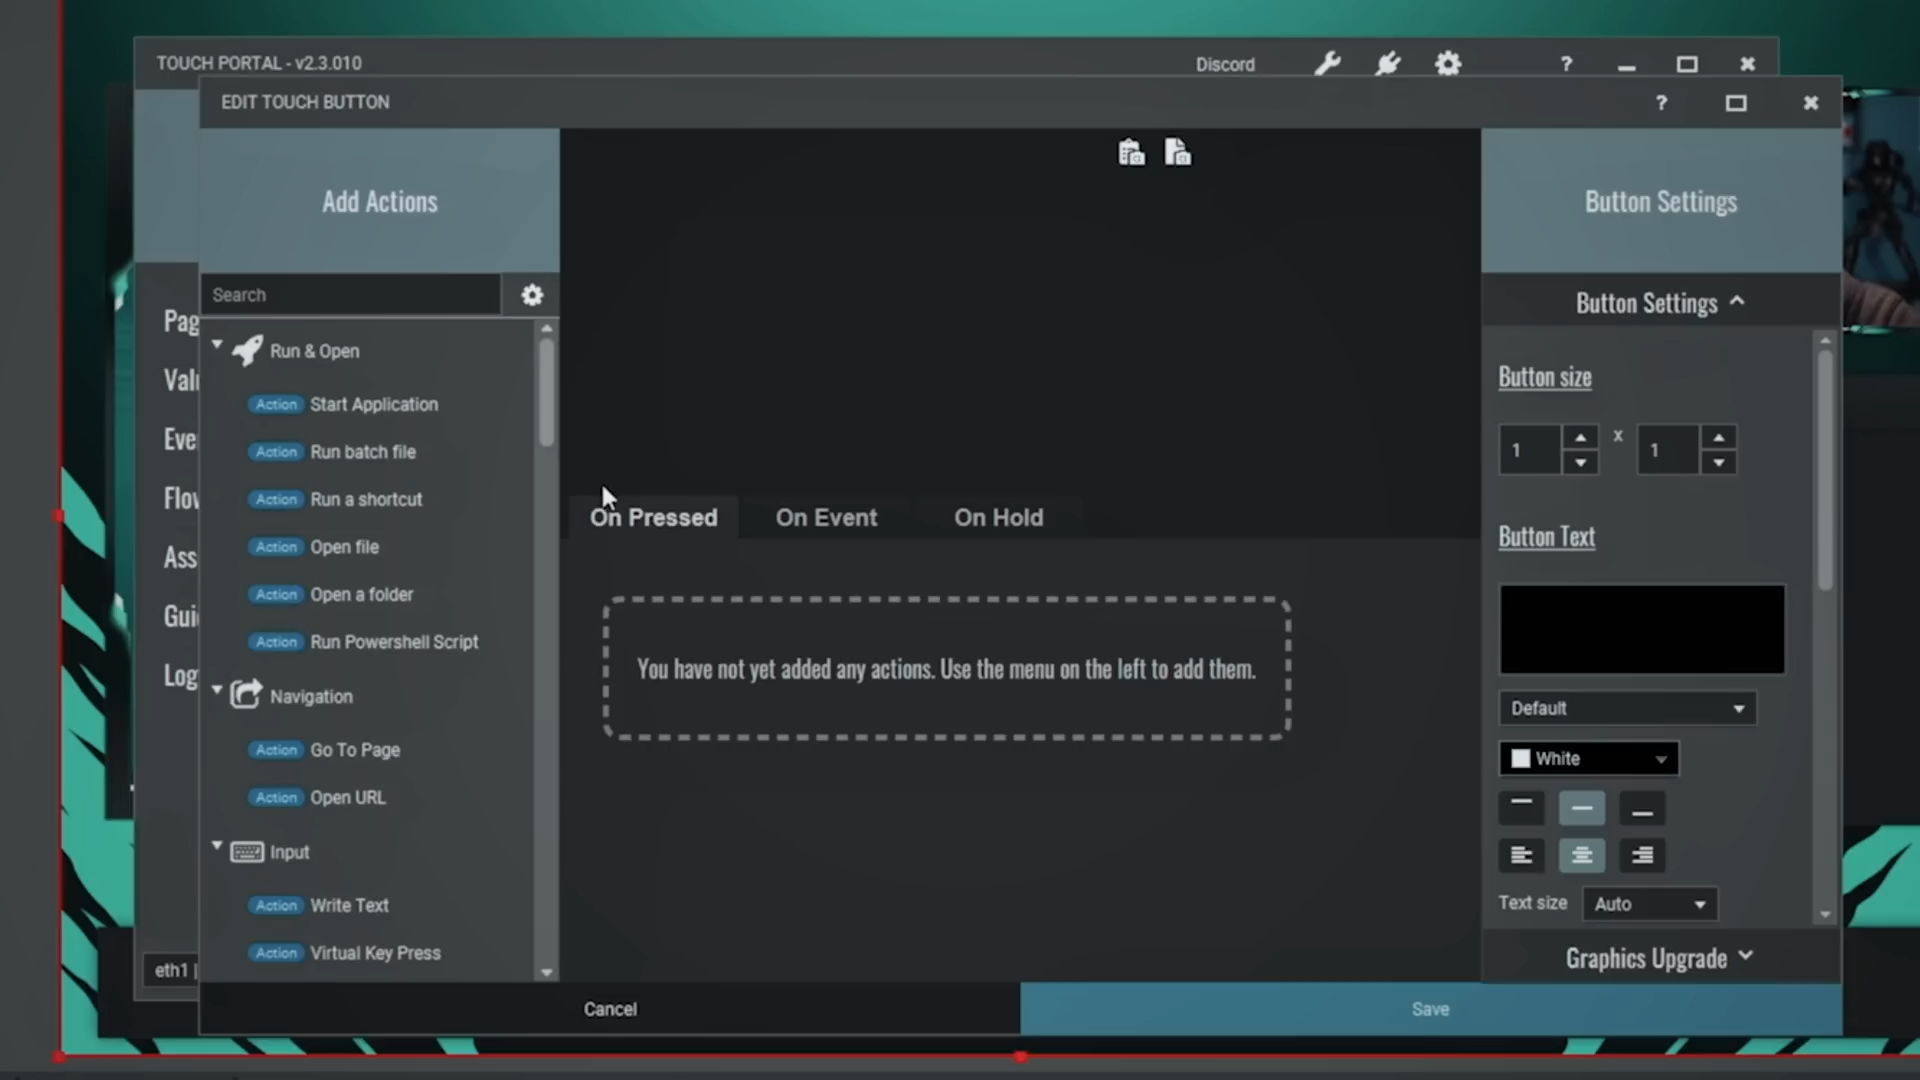 TOUCH PORTAL - v2.3.010
Discord
?
EDIT TOUCH BUTTON
?
Add Actions
Button Settings
Search
Button Settings
Run & Open
Action Start Application
Action Run batch file
Action Run a shortcut
Action Open file
Action Open a folder
Action Run Powershell Script
Navigation
Action Go To Page
Action Open URL
Input
Action Write Text
Action Virtual Key Press
On Pressed
On Event
On Hold
You have not yet added any actions. Use the menu on the left to add them.
Button size
1 x 1
Button Text
Default
White
Text size Auto
Graphics Upgrade
eth1 |
Cancel
Save